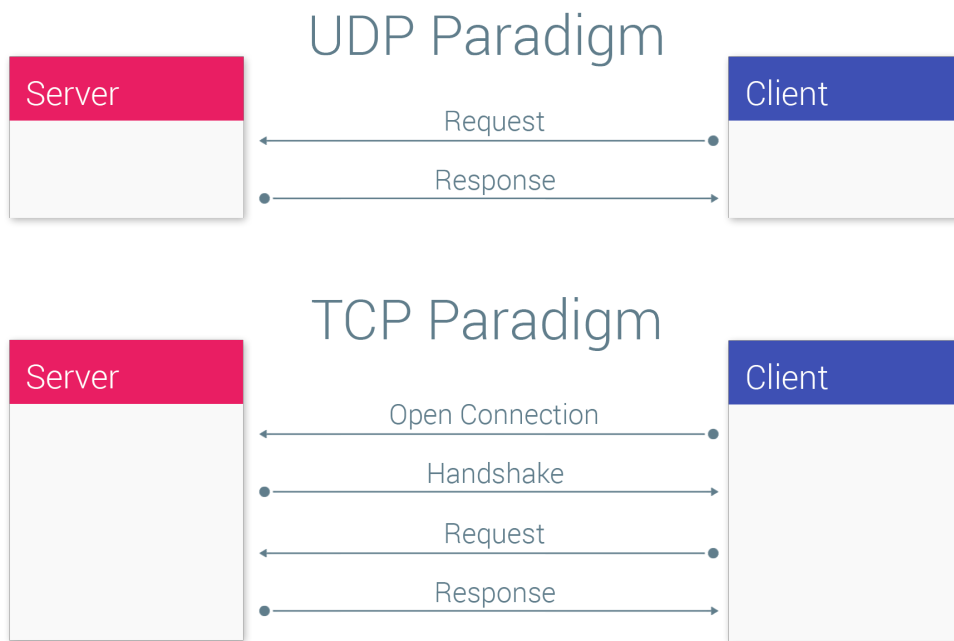 UDP Paradigm
Server
Client
Request
Response
TCP Paradigm
Server
Client
Open Connection
Handshake
Request
Response